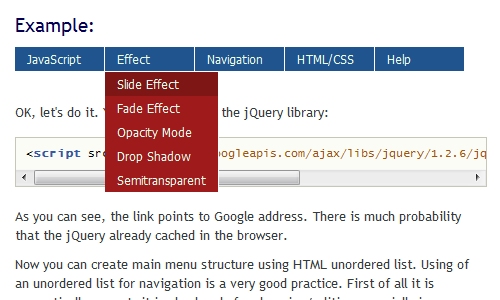 Example:
JavaScript Effect Navigation HTML/CSS Help
Slide Effect
Fade Effect
Opacity Mode
Drop Shadow
Semitransparent
OK, let's do it. the jQuery library:
<script src oogleapis.com/ajax/libs/jquery/1.2.6/jq
As you can see, the link points to Google address. There is much probability
that the jQuery already cached in the browser.
Now you can create main menu structure using HTML unordered list. Using of
an unordered list for navigation is a very good practice. First of all it is